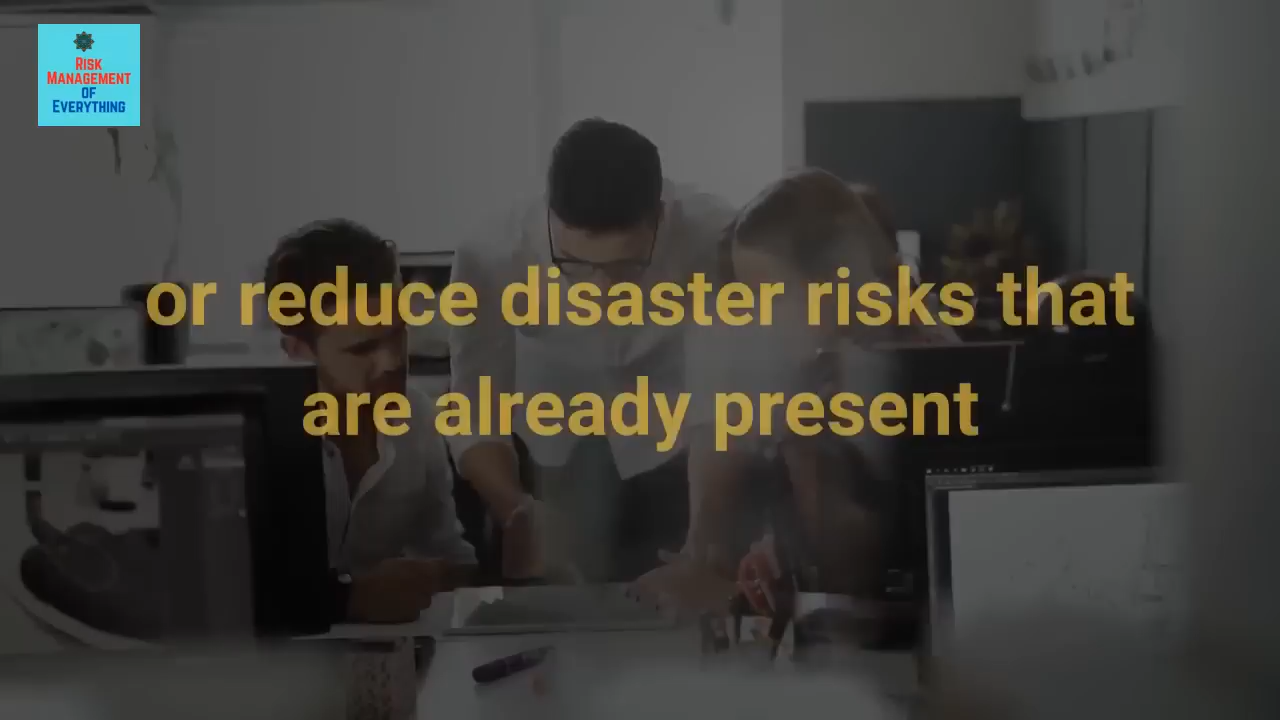 Risk
Management
of
Everything
or reduce disaster risks that
are already present